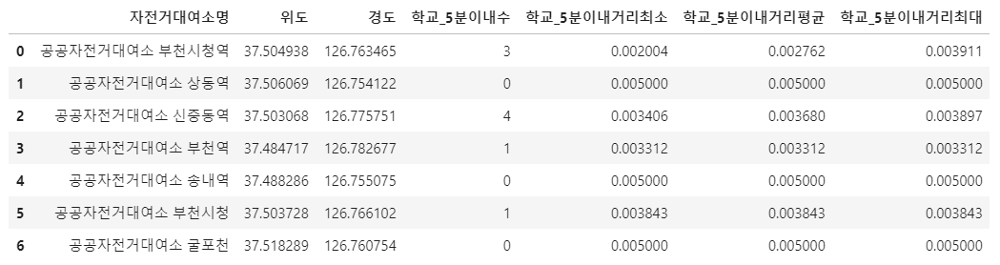 자전거대여소명 위도 경도 학교_5분이내수 학교_5분이내거리최소 학교_5분이내거리평균 학교_5분이내거리최대
0 공공자전거대여소 부천시청역 37.504938 126.763465 3 0.002004 0.002762 0.003911
1 공공자전거대여소 상동역 37.506069 126.754122 0 0.005000 0.005000 0.005000
2 공공자전거대여소 신중동역 37.503068 126.775751 4 0.003406 0.003680 0.003897
3 공공자전거대여소 부천역 37.484717 126.782677 1 0.003312 0.003312 0.003312
4 공공자전거대여소 송내역 37.488286 126.755075 0 0.005000 0.005000 0.005000
5 공공자전거대여소 부천시청 37.503728 126.766102 1 0.003843 0.003843 0.003843
6 공공자전거대여소 굴포천 37.518289 126.760754 0 0.005000 0.005000 0.005000